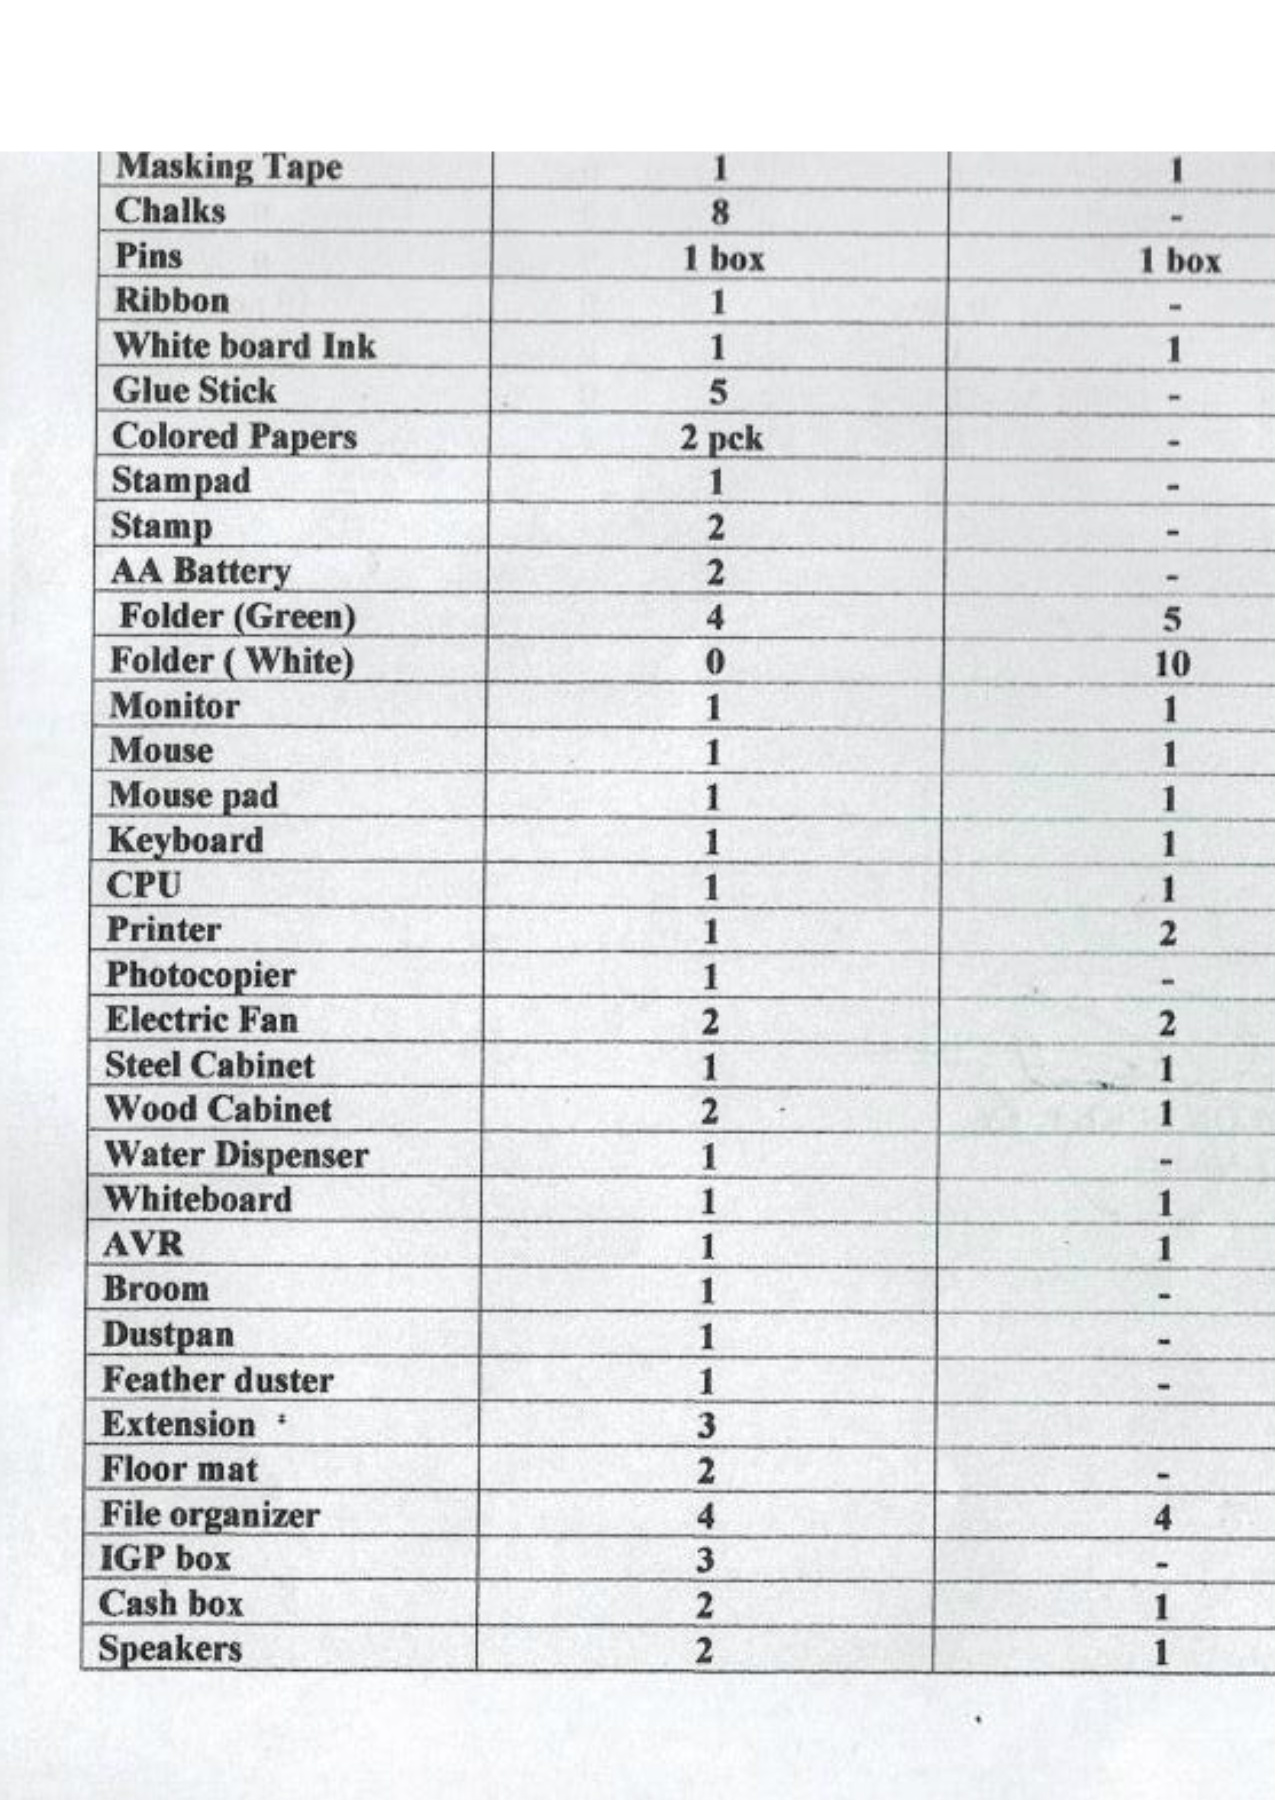 Masking Tape 1 1
Chalks 8 -
Pins 1 box 1 box
Ribbon 1 -
White board Ink 1 1
Glue Stick 5 -
Colored Papers 2 pck -
Stampad 1 -
Stamp 2 -
AA Battery 2 -
Folder (Green) 4 5
Folder ( White) 0 10
Monitor 1 1
Mouse 1 1
Mouse pad 1 1
Keyboard 1 1
CPU 1 1
Printer 1 2
Photocopier 1 -
Electric Fan 2 2
Steel Cabinet 1 1
Wood Cabinet 2 1
Water Dispenser 1 -
Whiteboard 1 1
AVR 1 1
Broom 1 -
Dustpan 1 -
Feather duster 1 -
Extension 3
Floor mat 2 -
File organizer 4 4
IGP box 3 -
Cash box 2 1
Speakers 2 1